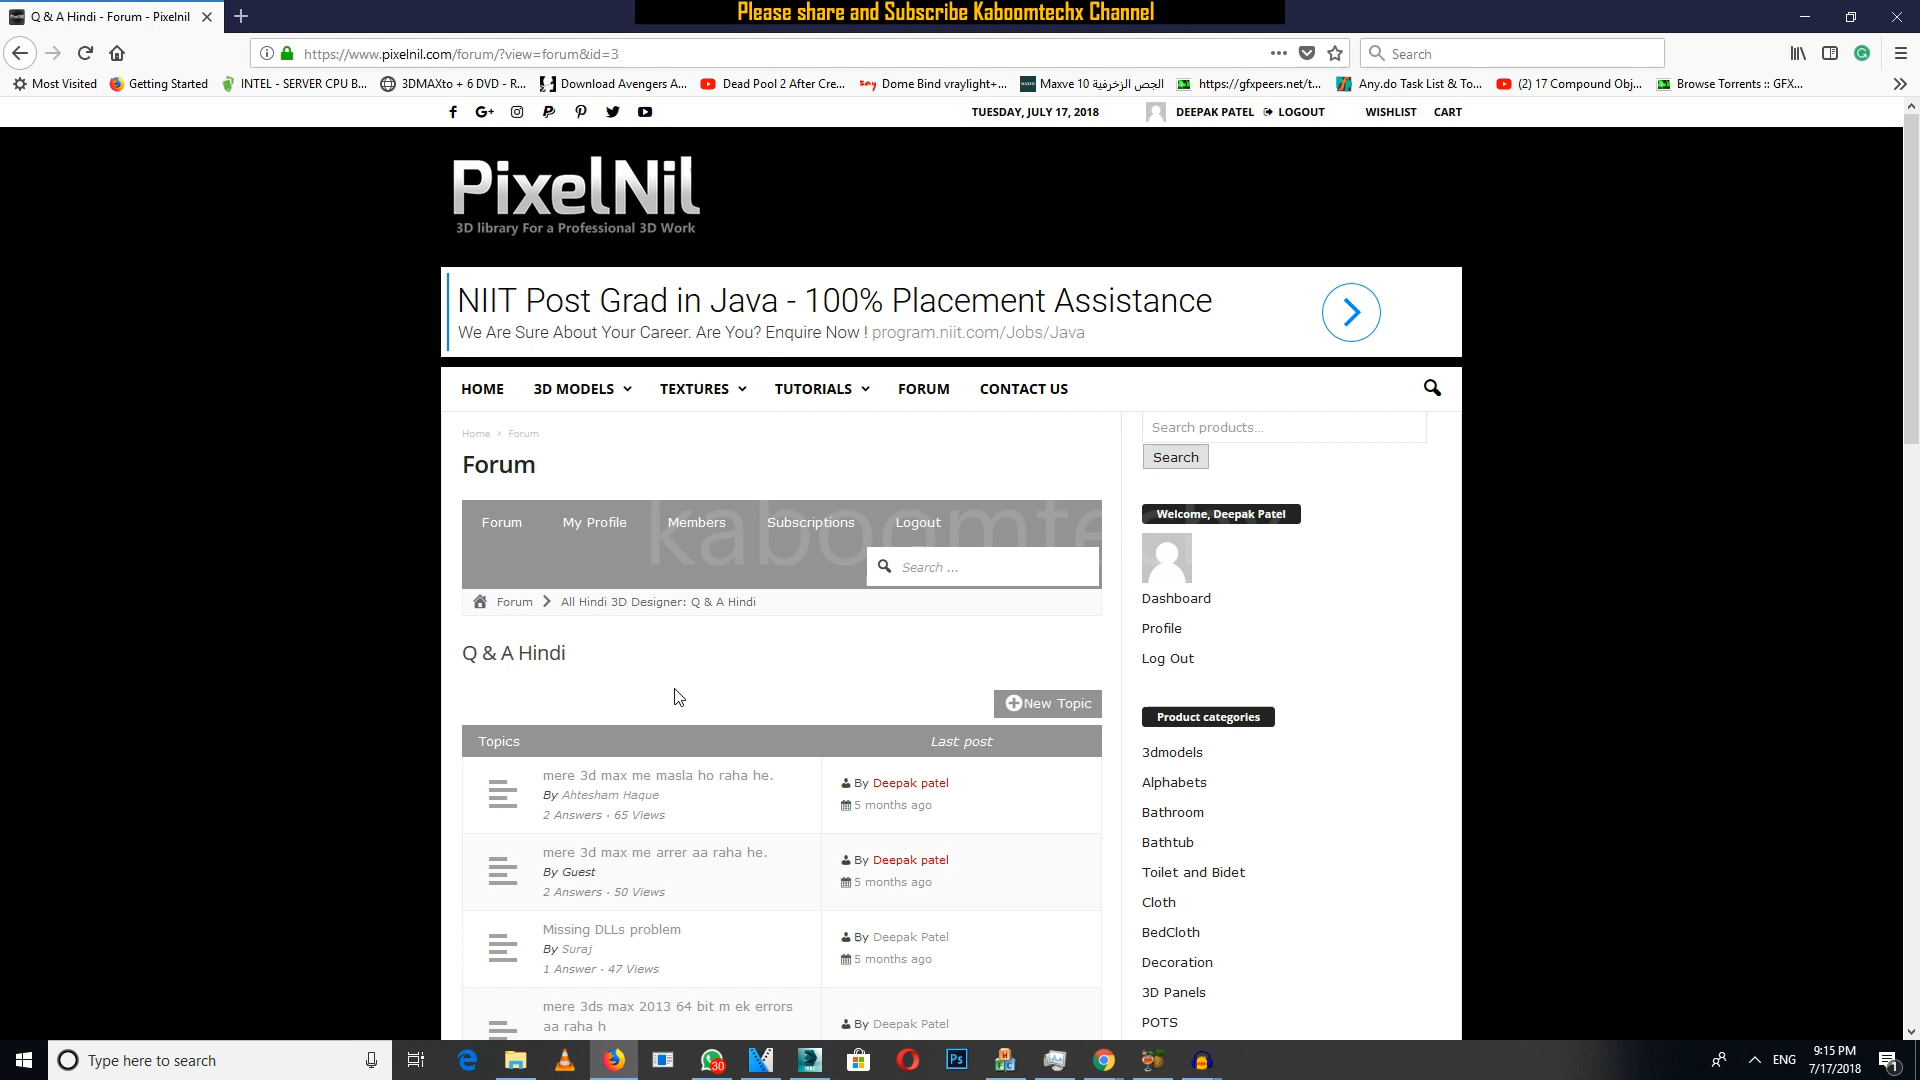 Q & A Hindi - Forum - Pixelnil
Please share and Subscribe Kaboomtechx Channel
https://www.pixelnil.com/forum/?view=forum&id=3
Search
Most Visited
Getting Started
INTEL - SERVER CPU B...
3DMAXto + 6 DVD - R...
Download Avengers A...
Dead Pool 2 After Cre...
Dome Bind vraylight+...
Maxve 10 الجص الزخرفية
https://gfxpeers.net/t...
Any.do Task List & To...
(2) 17 Compound Obj...
Browse Torrents :: GFX...
TUESDAY, JULY 17, 2018
DEEPAK PATEL
LOGOUT
WISHLIST
CART
PixelNil
3D library For a Professional 3D Work
NIIT Post Grad in Java - 100% Placement Assistance
We Are Sure About Your Career. Are You? Enquire Now ! program.niit.com/Jobs/Java
HOME
3D MODELS
TEXTURES
TUTORIALS
FORUM
CONTACT US
Home › Forum
Forum
kaboomtechx
Forum
My Profile
Members
Subscriptions
Logout
Search ...
Forum
All Hindi 3D Designer: Q & A Hindi
Q & A Hindi
New Topic
Topics
Last post
mere 3d max me masla ho raha he.
By Ahtesham Haque
2 Answers · 65 Views
By Deepak patel
5 months ago
mere 3d max me arrer aa raha he.
By Guest
2 Answers · 50 Views
By Deepak patel
5 months ago
Missing DLLs problem
By Suraj
1 Answer · 47 Views
By Deepak Patel
5 months ago
mere 3ds max 2013 64 bit m ek errors
aa raha h
By Deepak Patel
Search products...
Search
Welcome, Deepak Patel
Dashboard
Profile
Log Out
Product categories
3dmodels
Alphabets
Bathroom
Bathtub
Toilet and Bidet
Cloth
BedCloth
Decoration
3D Panels
POTS
Type here to search
30
Ps
ENG
9:15 PM
7/17/2018
1